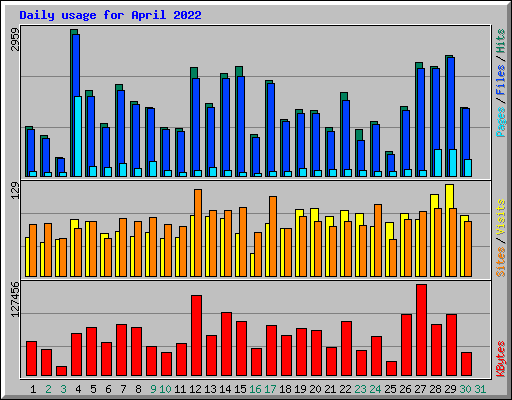 Daily usage for April 2022
2959
Pages/Files/Hits
129
Sites/Visits
127456
KBytes
1 2 3 4 5 6 7 8 9 10 11 12 13 14 15 16 17 18 19 20 21 22 23 24 25 26 27 28 29 30 31